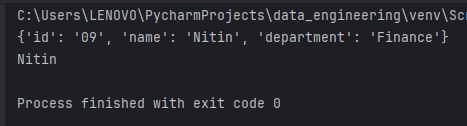 C:\Users\LENOVO\PycharmProjects\data_engineering\venv\Scr
{'id': '09', 'name': 'Nitin', 'department': 'Finance'}
Nitin
Process finished with exit code 0